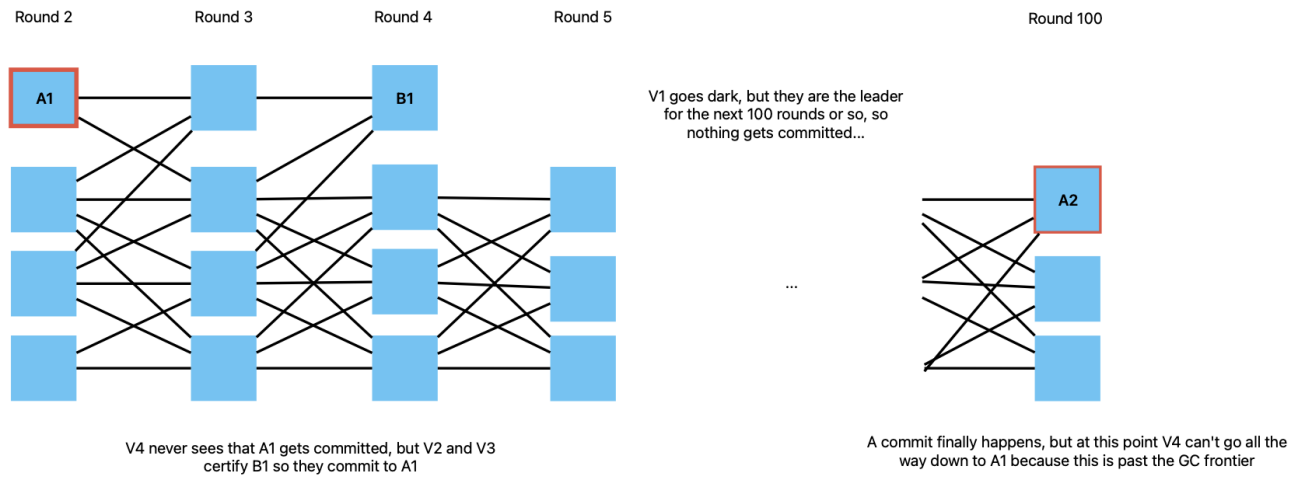 Round 2
Round 3
Round 4
Round 5
Round 100
A1
B1
V1 goes dark, but they are the leader
for the next 100 rounds or so, so
nothing gets committed...
A2
...
V4 never sees that A1 gets committed, but V2 and V3
certify B1 so they commit to A1
A commit finally happens, but at this point V4 can't go all the
way down to A1 because this is past the GC frontier